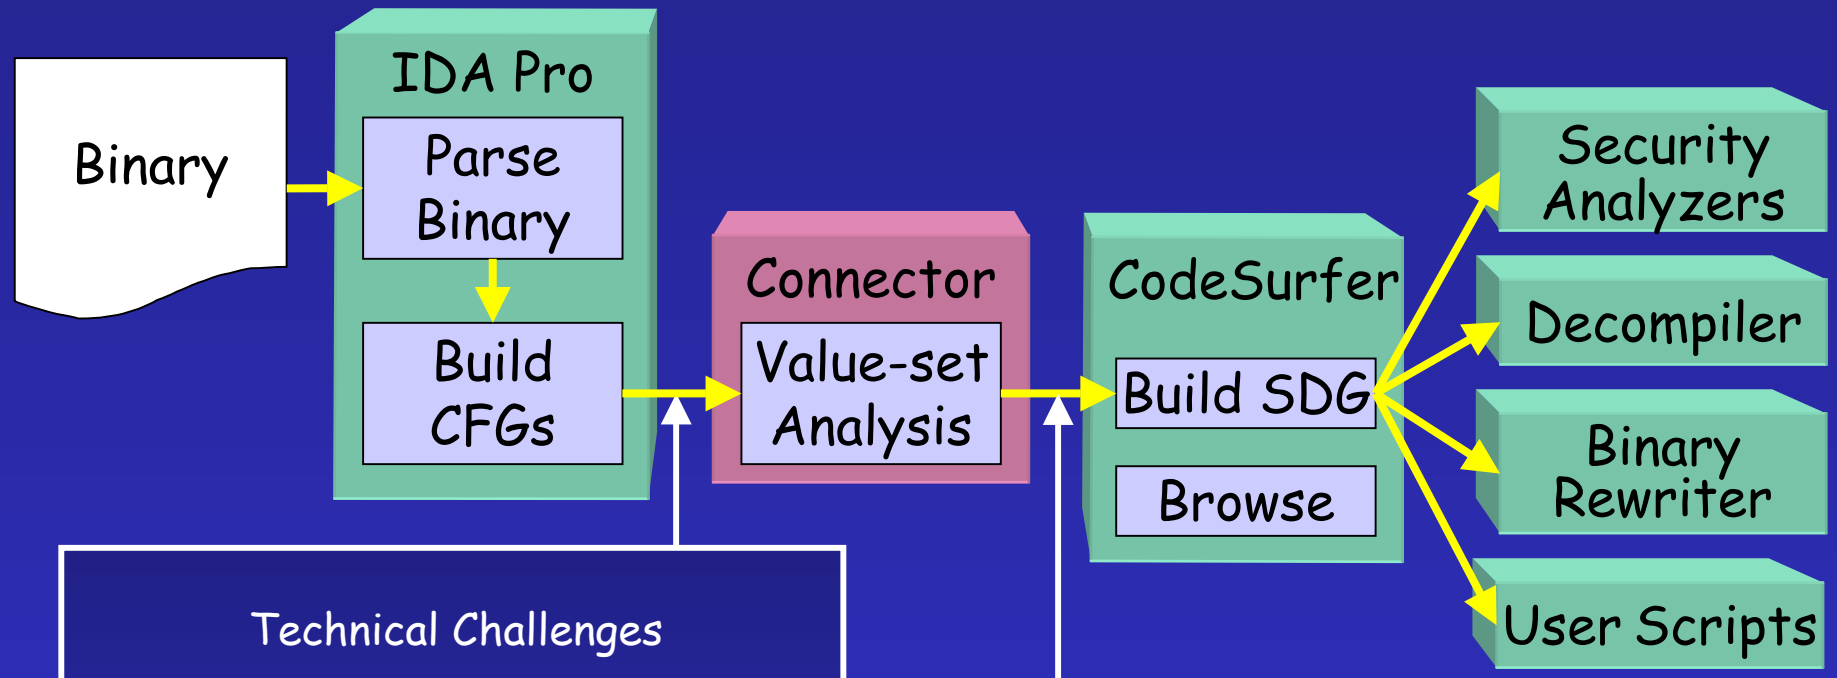 Binary
IDA Pro
Parse
Binary
Build
CFGs
Connector
Value-set
Analysis
CodeSurfer
Build SDG
Browse
Security
Analyzers
Decompiler
Binary
Rewriter
User Scripts
Technical Challenges